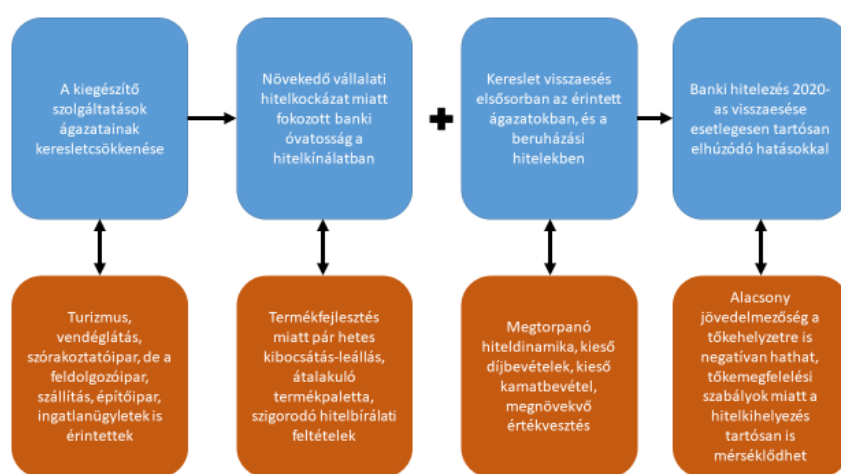 A kiegészítő
szolgáltatások
ágazatainak
keresletcsökkenése
Növekedő vállalati
hitelkockázat miatt
fokozott banki
óvatosság a
hitelkínálatban
Kereslet visszaesés
elsősorban az érintett
ágazatokban, és a
beruházási
hitelekben
Banki hitelezés 2020-
as visszaesése
esetlegesen tartósan
elhúzódó hatásokkal
Turizmus,
vendéglátás,
szórakoztatóipar, de a
feldolgozóipar,
szállítás, építőipar,
ingatlanügyletek is
érintettek
Termékfejlesztés
miatt pár hetes
kibocsátás-leállás,
átalakuló
termékpaletta,
szigorodó hitelbírálati
feltételek
Megtorpanó
hiteldinamika, kieső
díjbevételek, kieső
kamatbevétel,
megnövekvő
értékvesztés
Alacsony
jövedelmezőség a
tőkehelyzetre is
negatívan hathat,
tőkemegfelelési
szabályok miatt a
hitelkihelyezés
tartósan is
mérséklődhet